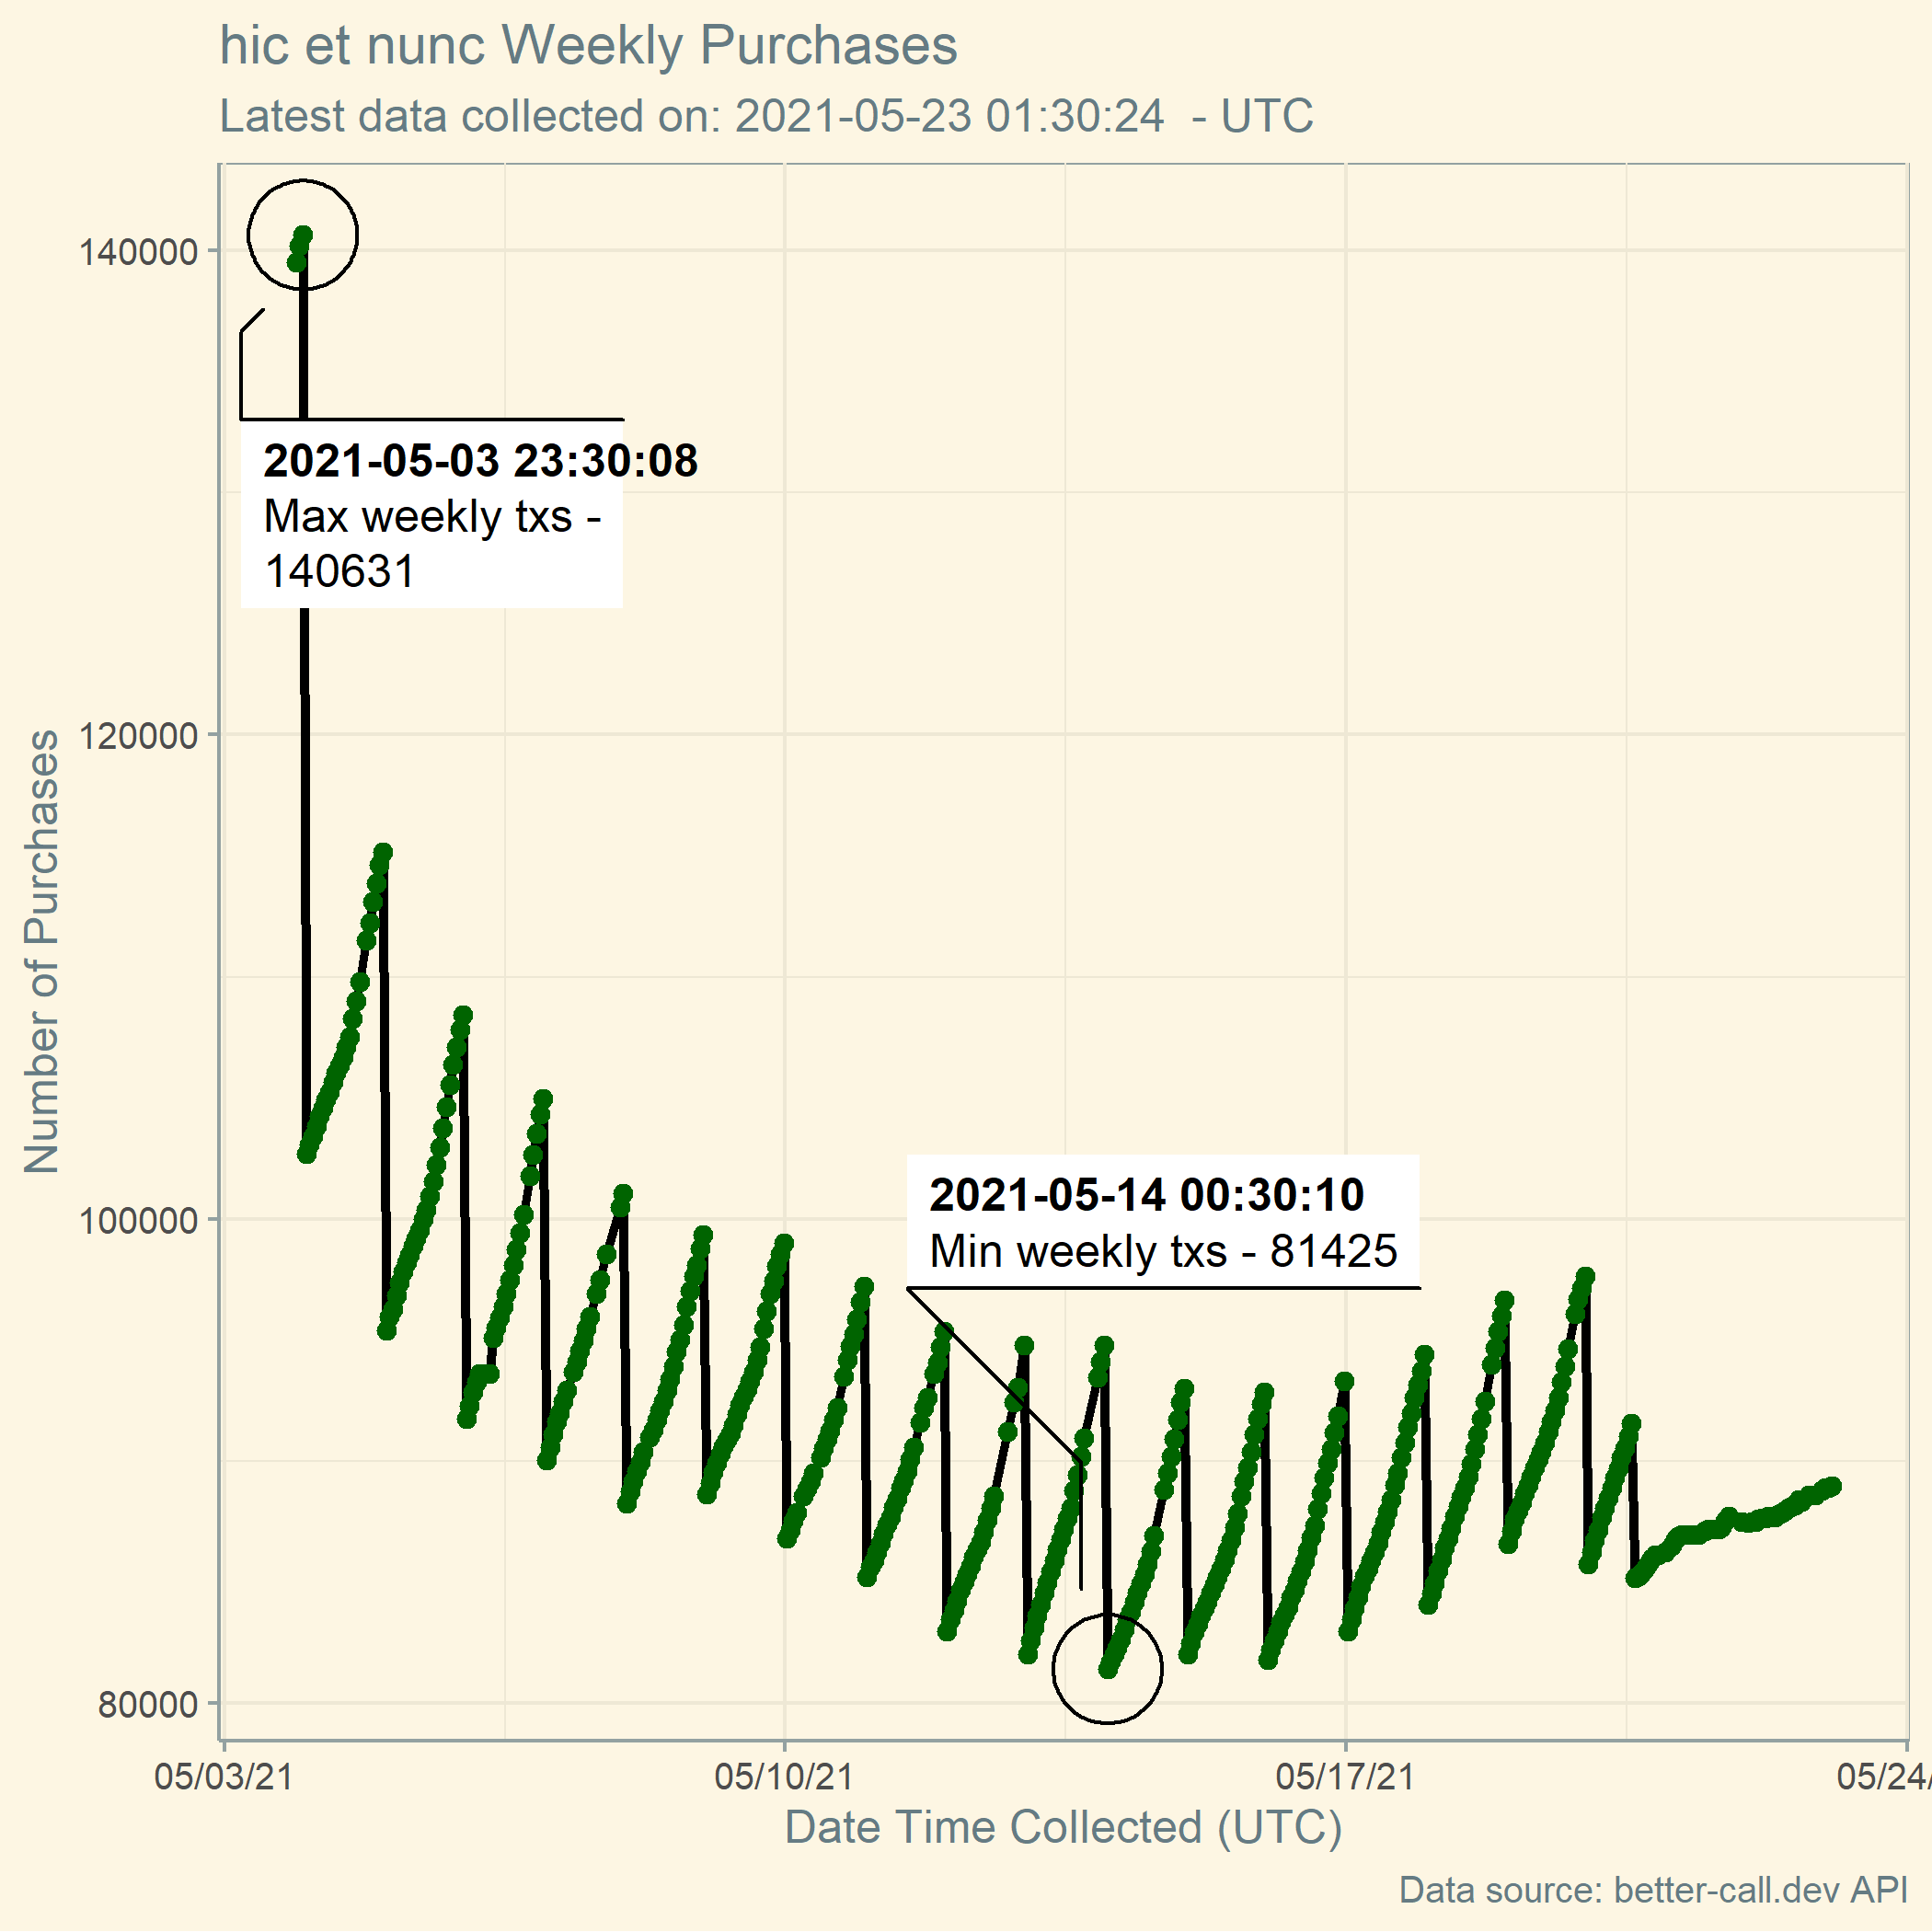 hic et nunc Weekly Purchases
Latest data collected on: 2021-05-23 01:30:24  - UTC
Number of Purchases
140000
120000
100000
80000
2021-05-03 23:30:08
Max weekly txs -
140631
2021-05-14 00:30:10
Min weekly txs - 81425
05/03/21
05/10/21
05/17/21
05/24/
Date Time Collected (UTC)
Data source: better-call.dev API